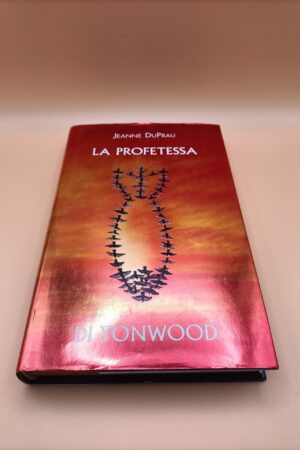 JEANNE DUPRAU
LA PROFETESSA
DI YONWOOD